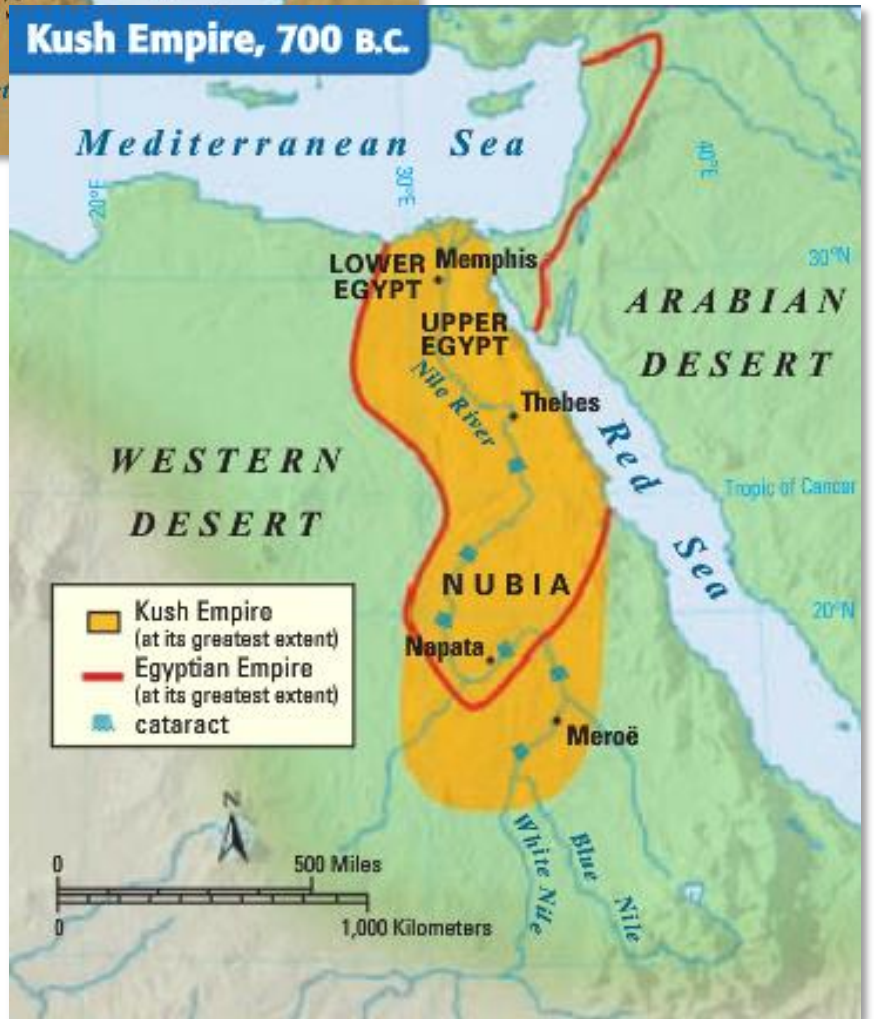 Kush Empire, 700 B.C.
Mediterranean Sea
20°E
30°E
40°E
LOWER
EGYPT
Memphis
30°N
UPPER
EGYPT
ARABIAN
DESERT
Nile River
Thebes
WESTERN
DESERT
Red Sea
Tropic of Cancer
NUBIA
20°N
Napata
Meroë
Kush Empire
(at its greatest extent)
Egyptian Empire
(at its greatest extent)
cataract
White Nile
Blue Nile
N
0
500 Miles
0
1,000 Kilometers